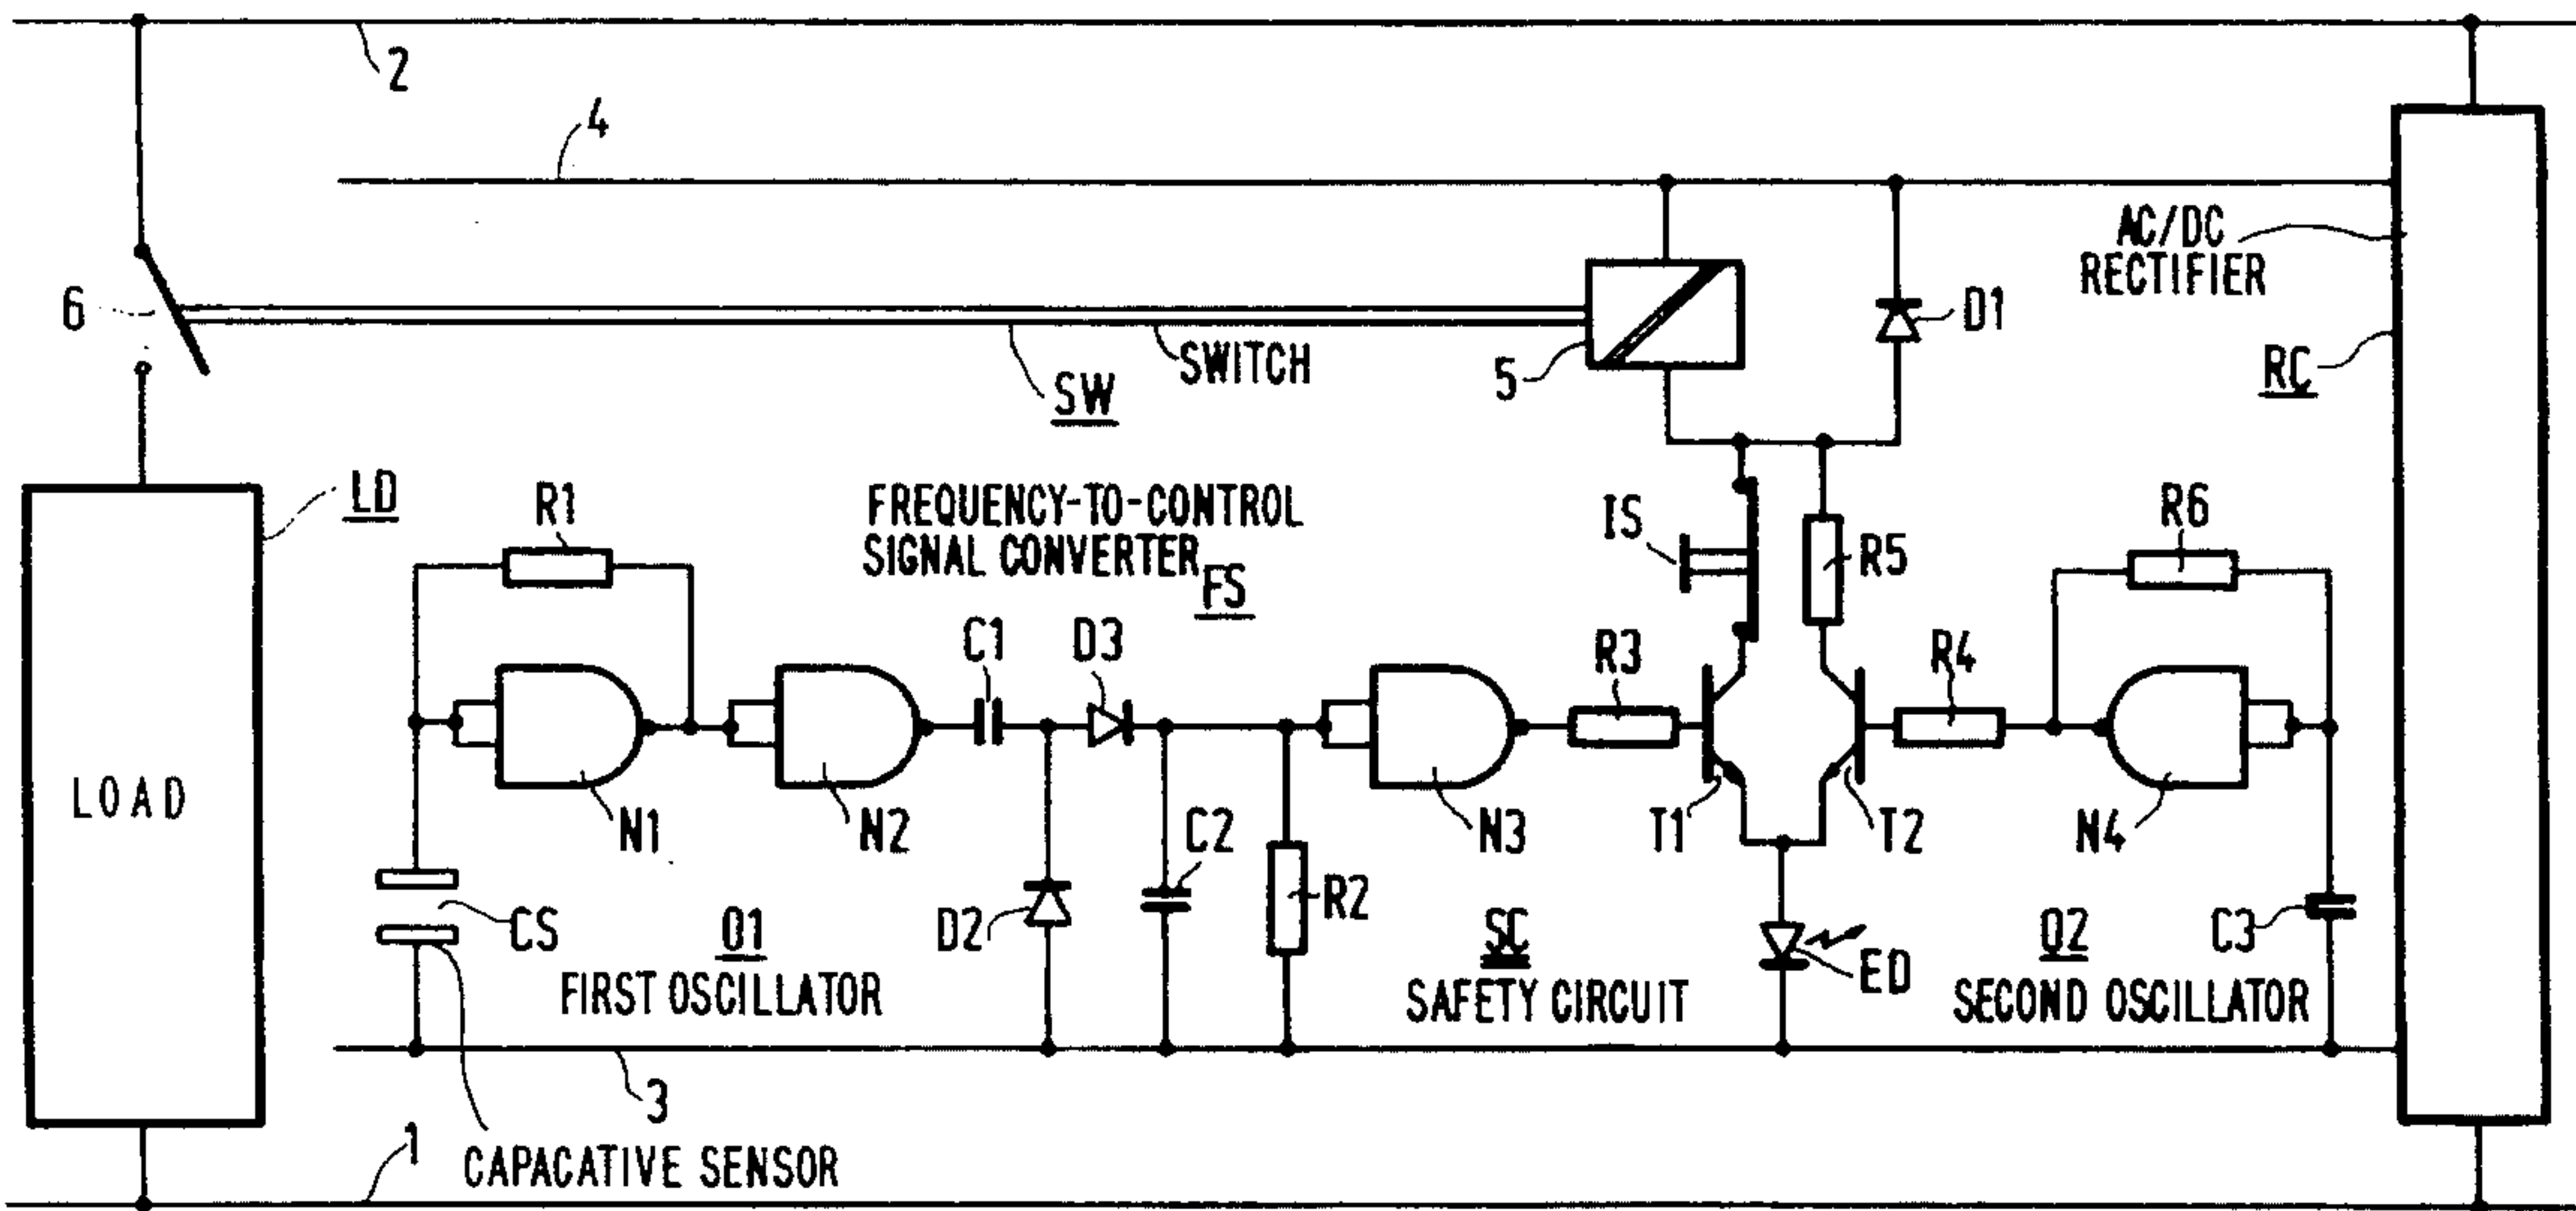 2
4
AC/DC
RECTIFIER
6
D1
SWITCH
5
RC
SW
LD
R1
FREQUENCY-TO-CONTROL
SIGNAL CONVERTER
FS
IS
R5
R6
C1
D3
R3
R4
LOAD
N1
N2
C2
N3
T1
T2
N4
CS
O1
D2
R2
SC
ED
O2
C3
FIRST OSCILLATOR
SAFETY CIRCUIT
SECOND OSCILLATOR
3
1
CAPACATIVE SENSOR